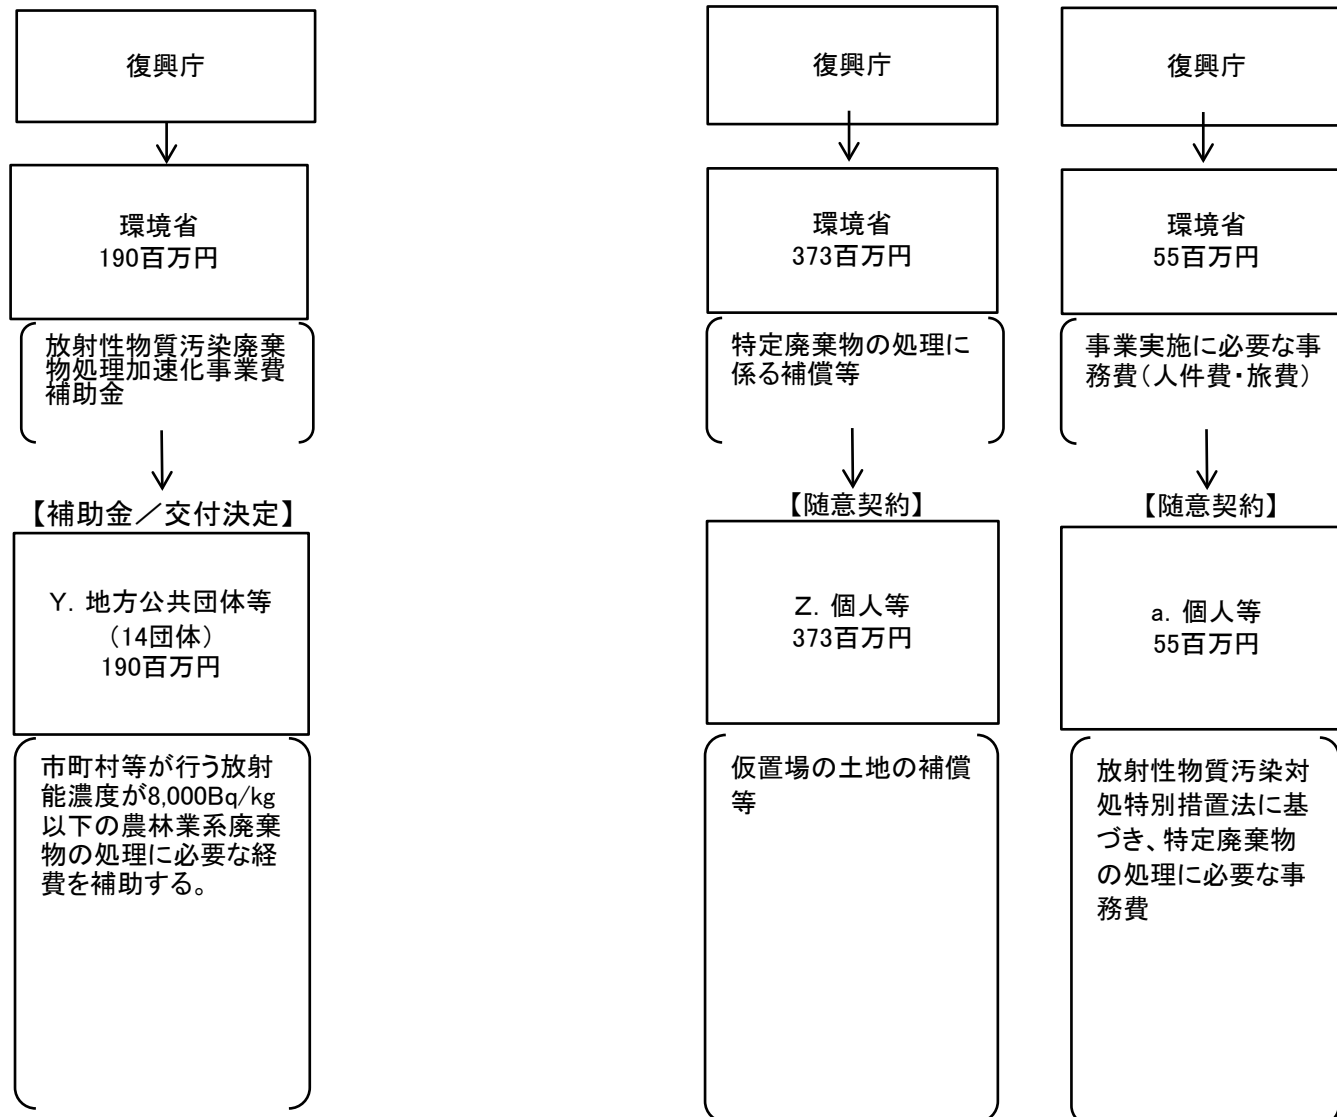 復興庁
環境省
190百万円
放射性物質汚染廃棄
物処理加速化事業費
補助金
【補助金／交付決定】
Y. 地方公共団体等
（14団体）
190百万円
市町村等が行う放射
能濃度が8,000Bq/kg
以下の農林業系廃棄
物の処理に必要な経
費を補助する。
復興庁
環境省
373百万円
特定廃棄物の処理に
係る補償等
【随意契約】
Z. 個人等
373百万円
仮置場の土地の補償
等
復興庁
環境省
55百万円
事業実施に必要な事
務費（人件費・旅費）
【随意契約】
a. 個人等
55百万円
放射性物質汚染対
処特別措置法に基
づき、特定廃棄物
の処理に必要な事
務費